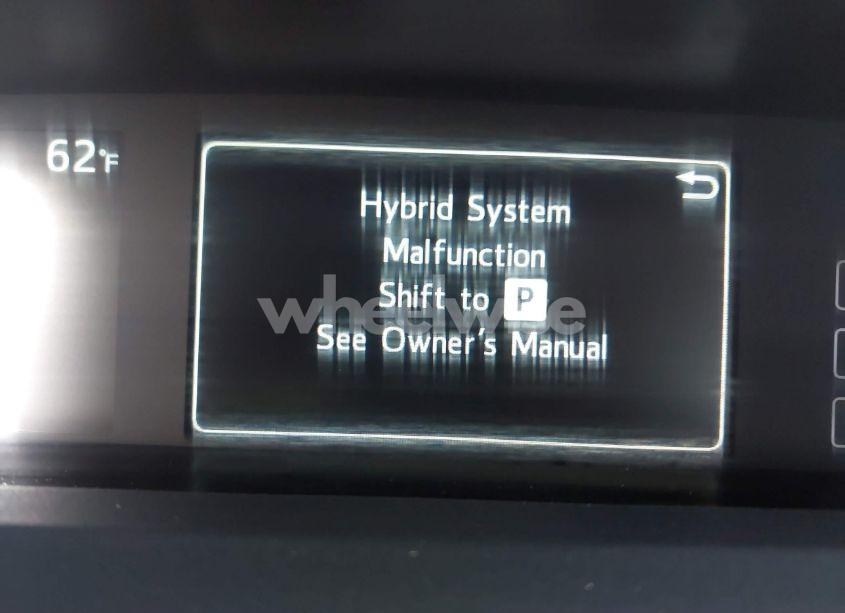 62°F
Hybrid System
Malfunction
Shift to P
wheelwise
See Owner's Manual